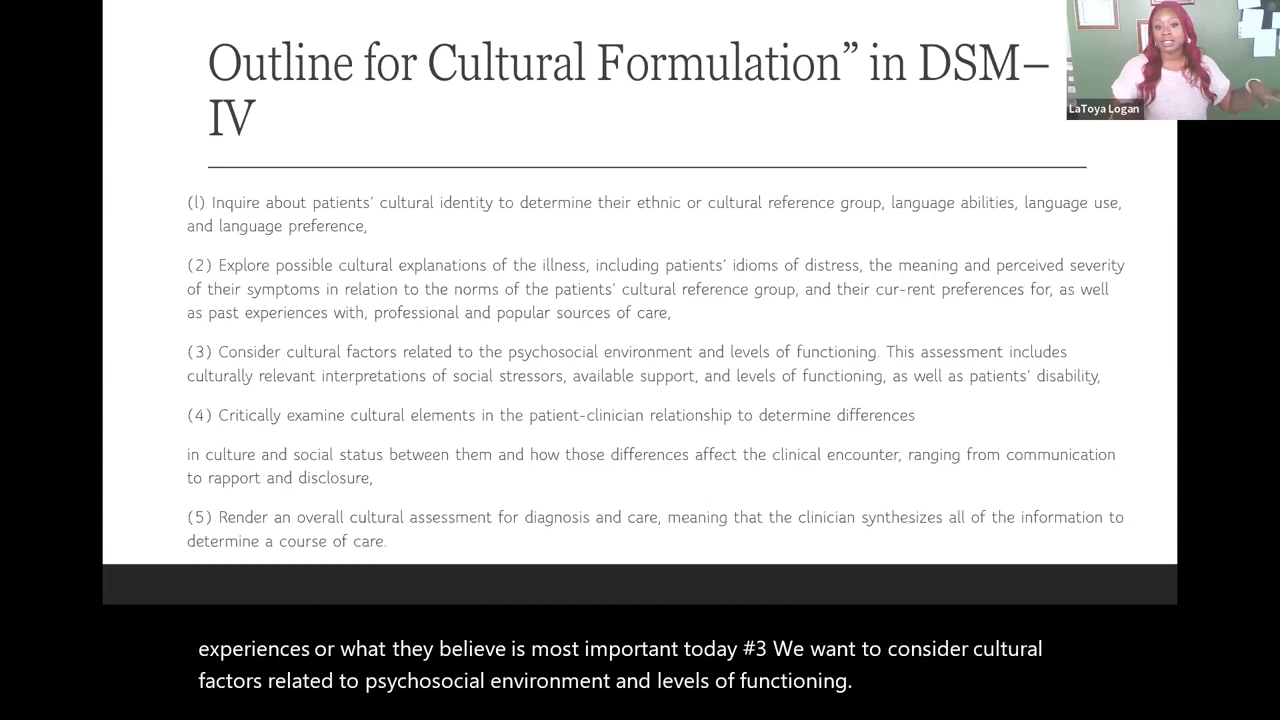 Outline for Cultural Formulation” in DSM–
IV
LaToya Logan
(l) Inquire about patients’ cultural identity to determine their ethnic or cultural reference group, language abilities, language use,
and language preference,
(2) Explore possible cultural explanations of the illness, including patients’ idioms of distress, the meaning and perceived severity
of their symptoms in relation to the norms of the patients’ cultural reference group, and their cur-rent preferences for, as well
as past experiences with, professional and popular sources of care,
(3) Consider cultural factors related to the psychosocial environment and levels of functioning. This assessment includes
culturally relevant interpretations of social stressors, available support, and levels of functioning, as well as patients’ disability,
(4) Critically examine cultural elements in the patient-clinician relationship to determine differences
in culture and social status between them and how those differences affect the clinical encounter, ranging from communication
to rapport and disclosure,
(5) Render an overall cultural assessment for diagnosis and care, meaning that the clinician synthesizes all of the information to
determine a course of care.
experiences or what they believe is most important today #3 We want to consider cultural
factors related to psychosocial environment and levels of functioning.